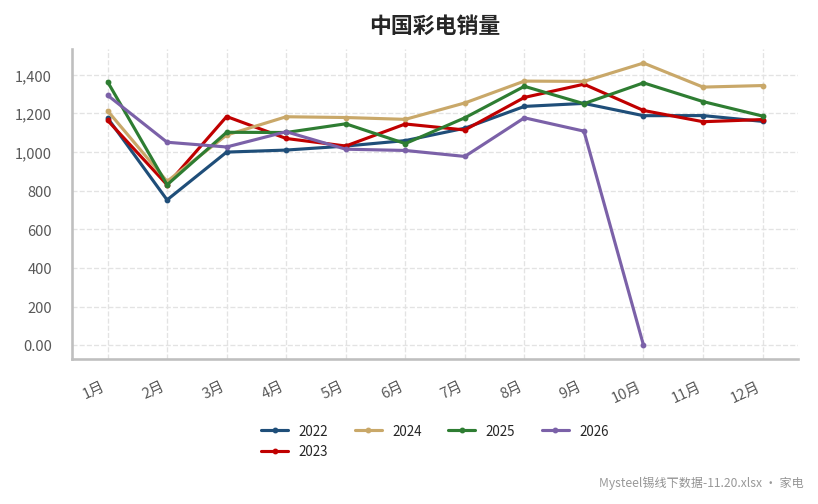 中国彩电销量
1,400
1,200
1,000
800
600
400
200
0.00
1月
2月
3月
4月
5月
6月
7月
8月
9月
10月
11月
12月
2022
2024
2025
2026
2023
Mysteel锡线下数据-11.20.xlsx • 家电